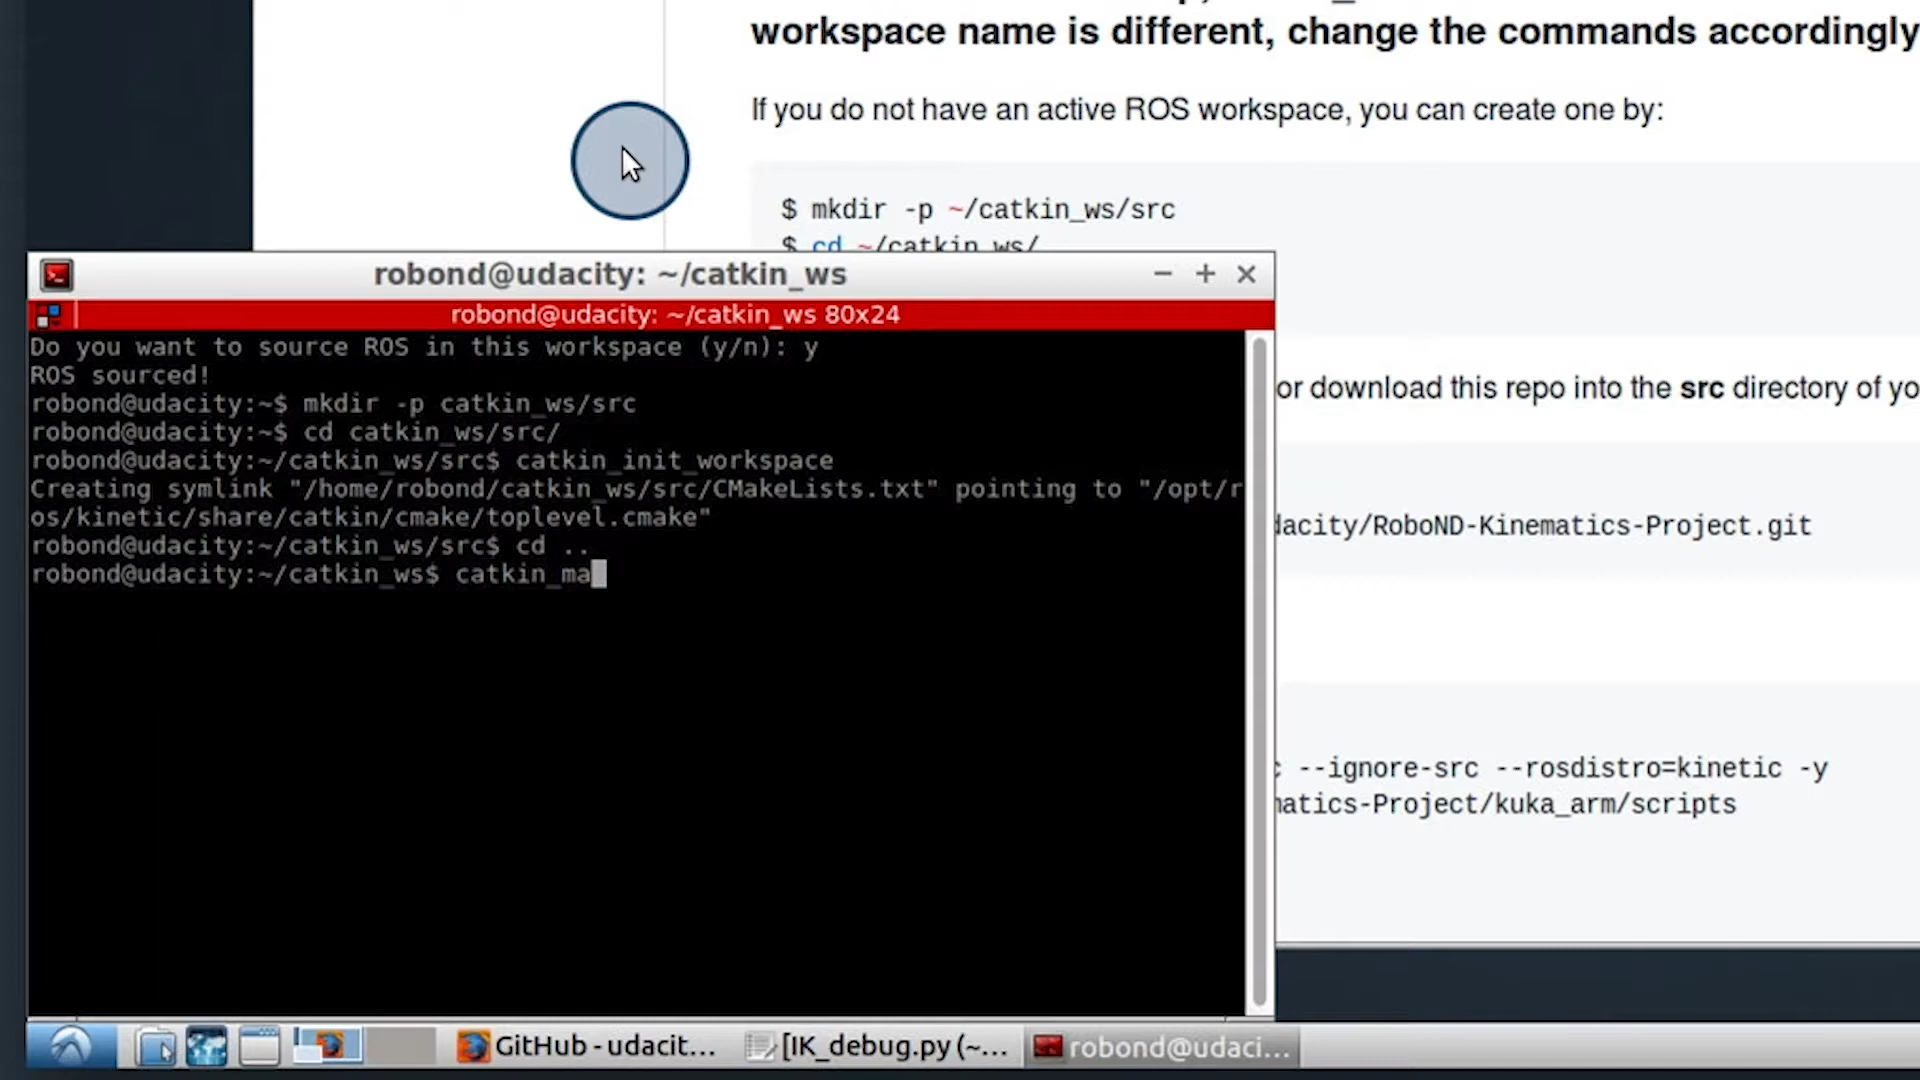 workspace name is different, change the commands accordingly
If you do not have an active ROS workspace, you can create one by:
$ mkdir -p ~/catkin_ws/src
$ cd ~/catkin_ws/
robond@udacity: ~/catkin_ws
robond@udacity: ~/catkin_ws 80x24
Do you want to source ROS in this workspace (y/n): y
ROS sourced!
robond@udacity:~$ mkdir -p catkin_ws/src
robond@udacity:~$ cd catkin_ws/src/
robond@udacity:~/catkin_ws/src$ catkin_init_workspace
Creating symlink "/home/robond/catkin_ws/src/CMakeLists.txt" pointing to "/opt/r
os/kinetic/share/catkin/cmake/toplevel.cmake"
robond@udacity:~/catkin_ws/src$ cd ..
robond@udacity:~/catkin_ws$ catkin_ma
or download this repo into the src directory of yo
dacity/RoboND-Kinematics-Project.git
--ignore-src --rosdistro=kinetic -y
matics-Project/kuka_arm/scripts
GitHub - udacit...
[IK_debug.py (~...
robond@udaci...